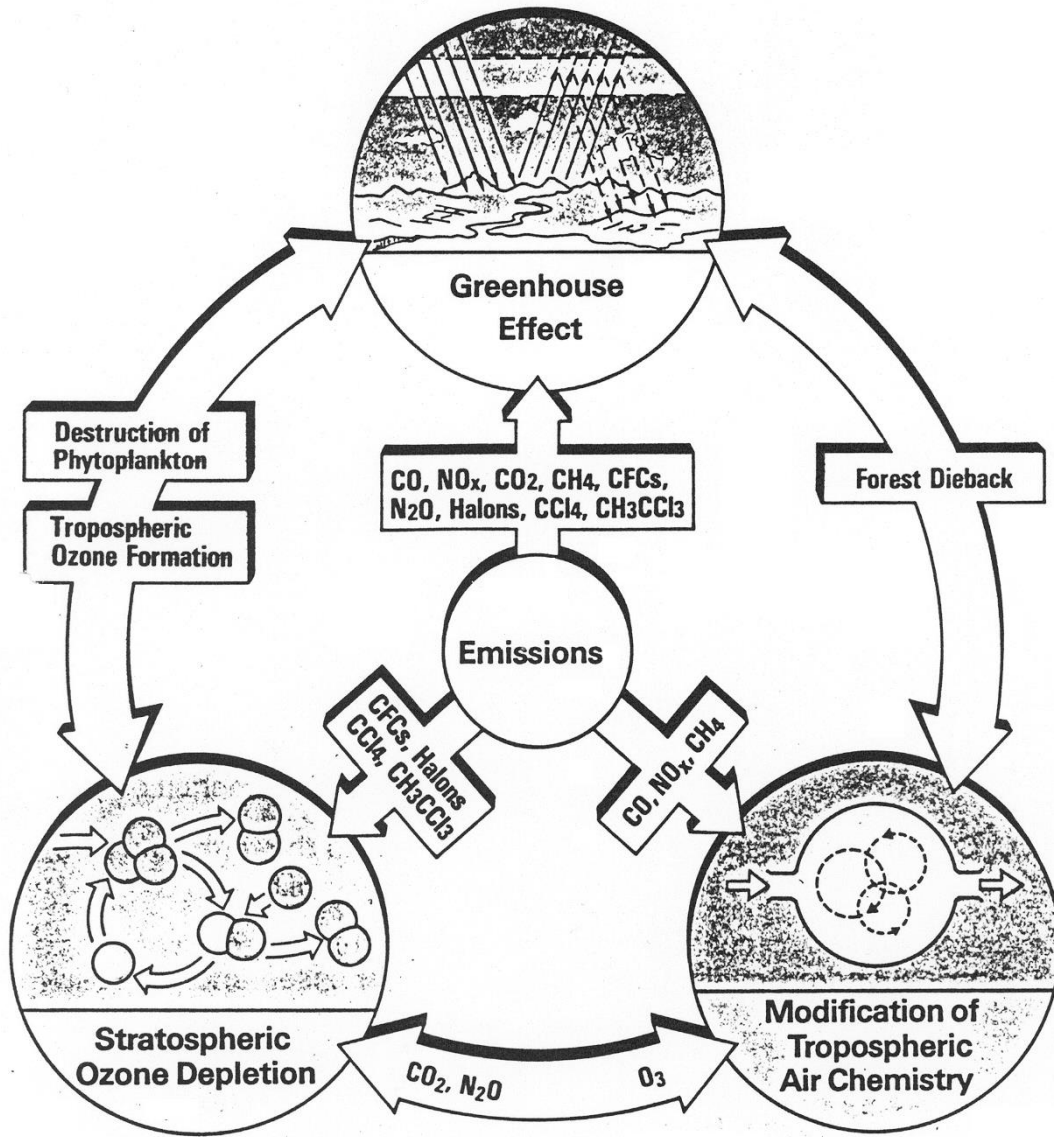 Greenhouse
Effect
Destruction of
Phytoplankton
Tropospheric
Ozone Formation
CO, NOx, CO2, CH4, CFCs,
N2O, Halons, CCl4, CH3CCl3
Forest Dieback
Emissions
CFCs, Halons
CCl4, CH3CCl3
CO, NOx, CH4
Stratospheric
Ozone Depletion
CO2, N2O
O3
Modification of
Tropospheric
Air Chemistry